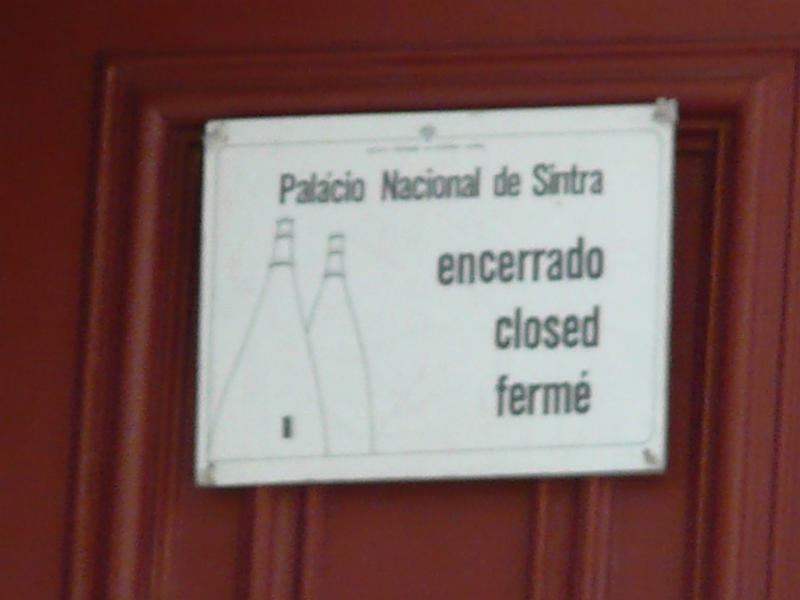 Palácio Nacional de Sintra
encerrado
closed
fermé